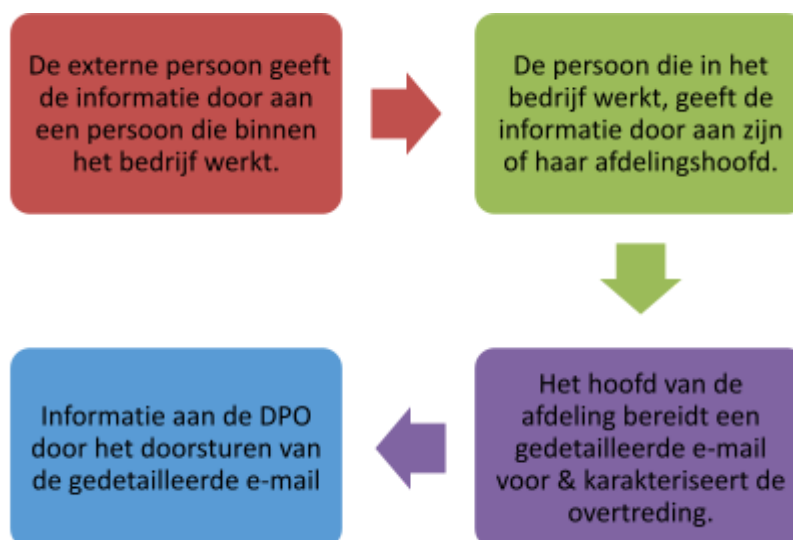 De externe persoon geeft
de informatie door aan
een persoon die binnen
het bedrijf werkt.
De persoon die in het
bedrijf werkt, geeft de
informatie door aan zijn
of haar afdelingshoofd.
Het hoofd van de
afdeling bereidt een
gedetailleerde e-mail
voor & karakteriseert de
overtreding.
Informatie aan de DPO
door het doorsturen van
de gedetailleerde e-mail